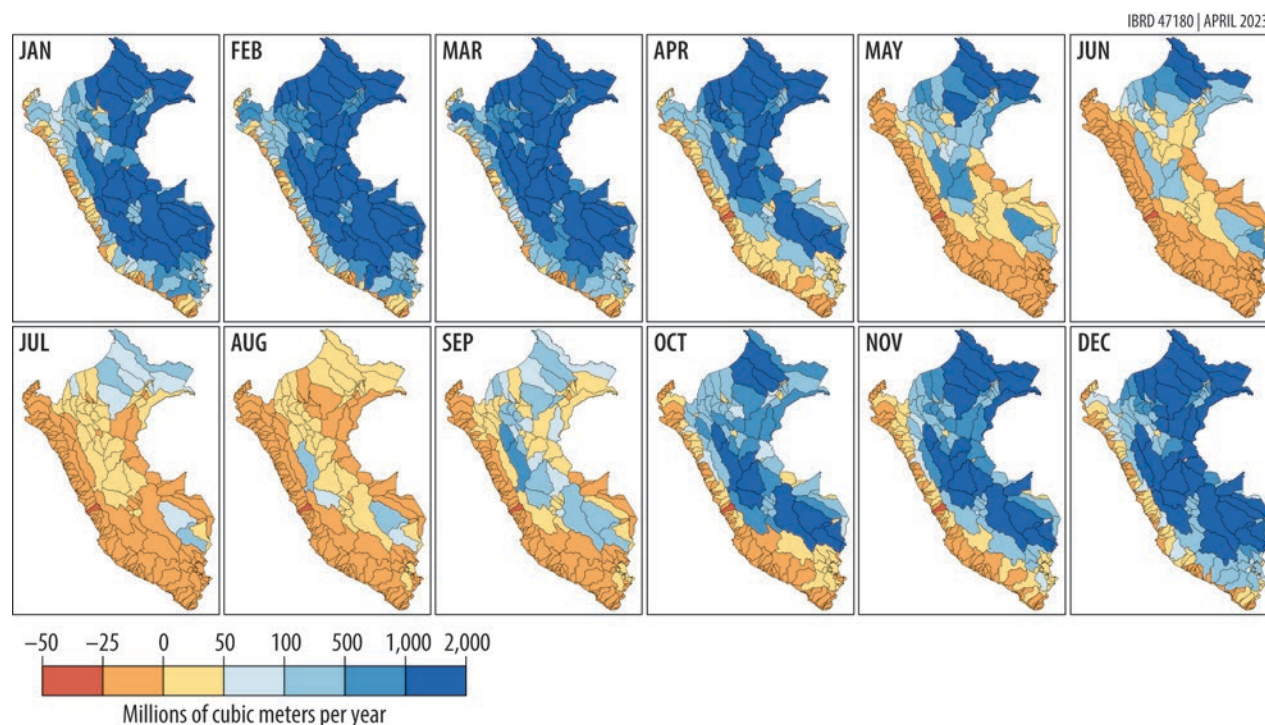 IBRD 47180 | APRIL 2023
JAN FEB MAR APR MAY JUN
JUL AUG SEP OCT NOV DEC
–50 –25 0 50 100 500 1,000 2,000
Millions of cubic meters per year